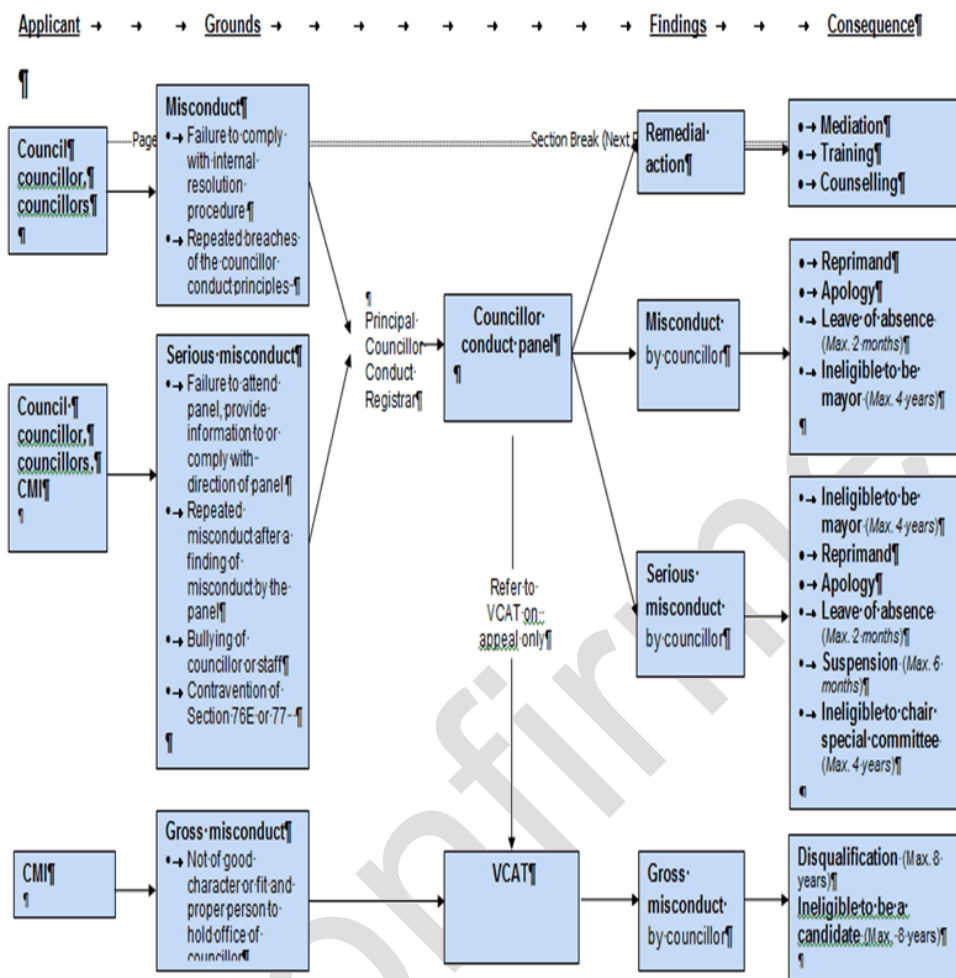 Applicant → → → Grounds → → → → → → → → → → Findings → → → Consequence¶
¶
Council¶
councillor,¶
councillors¶
¶
Misconduct¶
•→ Failure to comply
with internal
resolution
procedure¶
•→ Repeated breaches
of the councillor
conduct principles ¶
Page
Section Break (Next
Remedial
action¶
•→ Mediation¶
•→ Training¶
•→ Counselling¶
¶
Principal
Councillor
Conduct
Registrar¶
Councillor
conduct panel¶
¶
Misconduct
by councillor¶
•→ Reprimand¶
•→ Apology¶
•→ Leave of absence
(Max. 2 months)¶
•→ Ineligible to be
mayor (Max. 4 years)¶
¶
Council ¶
councillor, ¶
councillors,¶
CMI¶
¶
Serious misconduct¶
•→ Failure to attend
panel, provide
information to or
comply with
direction of panel¶
•→ Repeated
misconduct after a
finding of
misconduct by the
panel¶
•→ Bullying of
councillor or staff¶
•→ Contravention of
Section 76E or 77 ¶
¶
Refer to
VCAT on
appeal only¶
Serious
misconduct
by councillor¶
•→ Ineligible to be
mayor (Max. 4 years)¶
•→ Reprimand¶
•→ Apology¶
•→ Leave of absence
(Max. 2 months)¶
•→ Suspension (Max. 6
months)¶
•→ Ineligible to chair
special committee
(Max. 4 years)¶
¶
CMI¶
¶
Gross misconduct¶
•→ Not of good
character or fit and
proper person to
hold office of
councillor¶
VCAT¶
Gross
misconduct
by councillor¶
Disqualification (Max. 8
years)¶
Ineligible to be a
candidate (Max. 8 years)¶
¶
onfirm